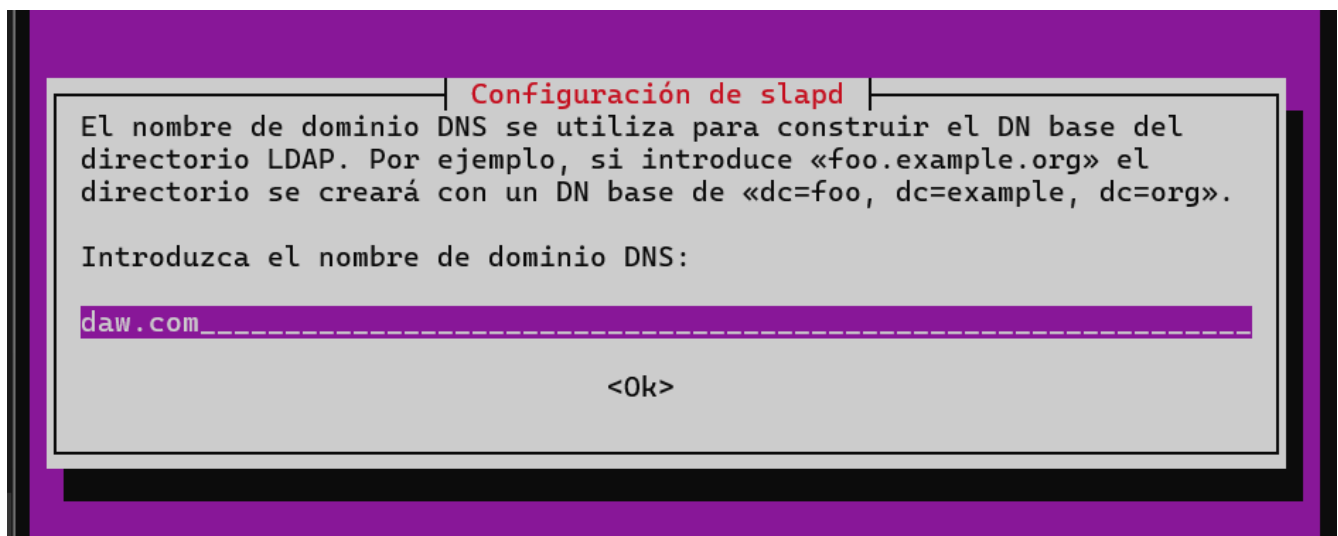 Configuración de slapd
El nombre de dominio DNS se utiliza para construir el DN base del
directorio LDAP. Por ejemplo, si introduce «foo.example.org» el
directorio se creará con un DN base de «dc=foo, dc=example, dc=org».
Introduzca el nombre de dominio DNS:
daw.com______________________________________________________________
<Ok>